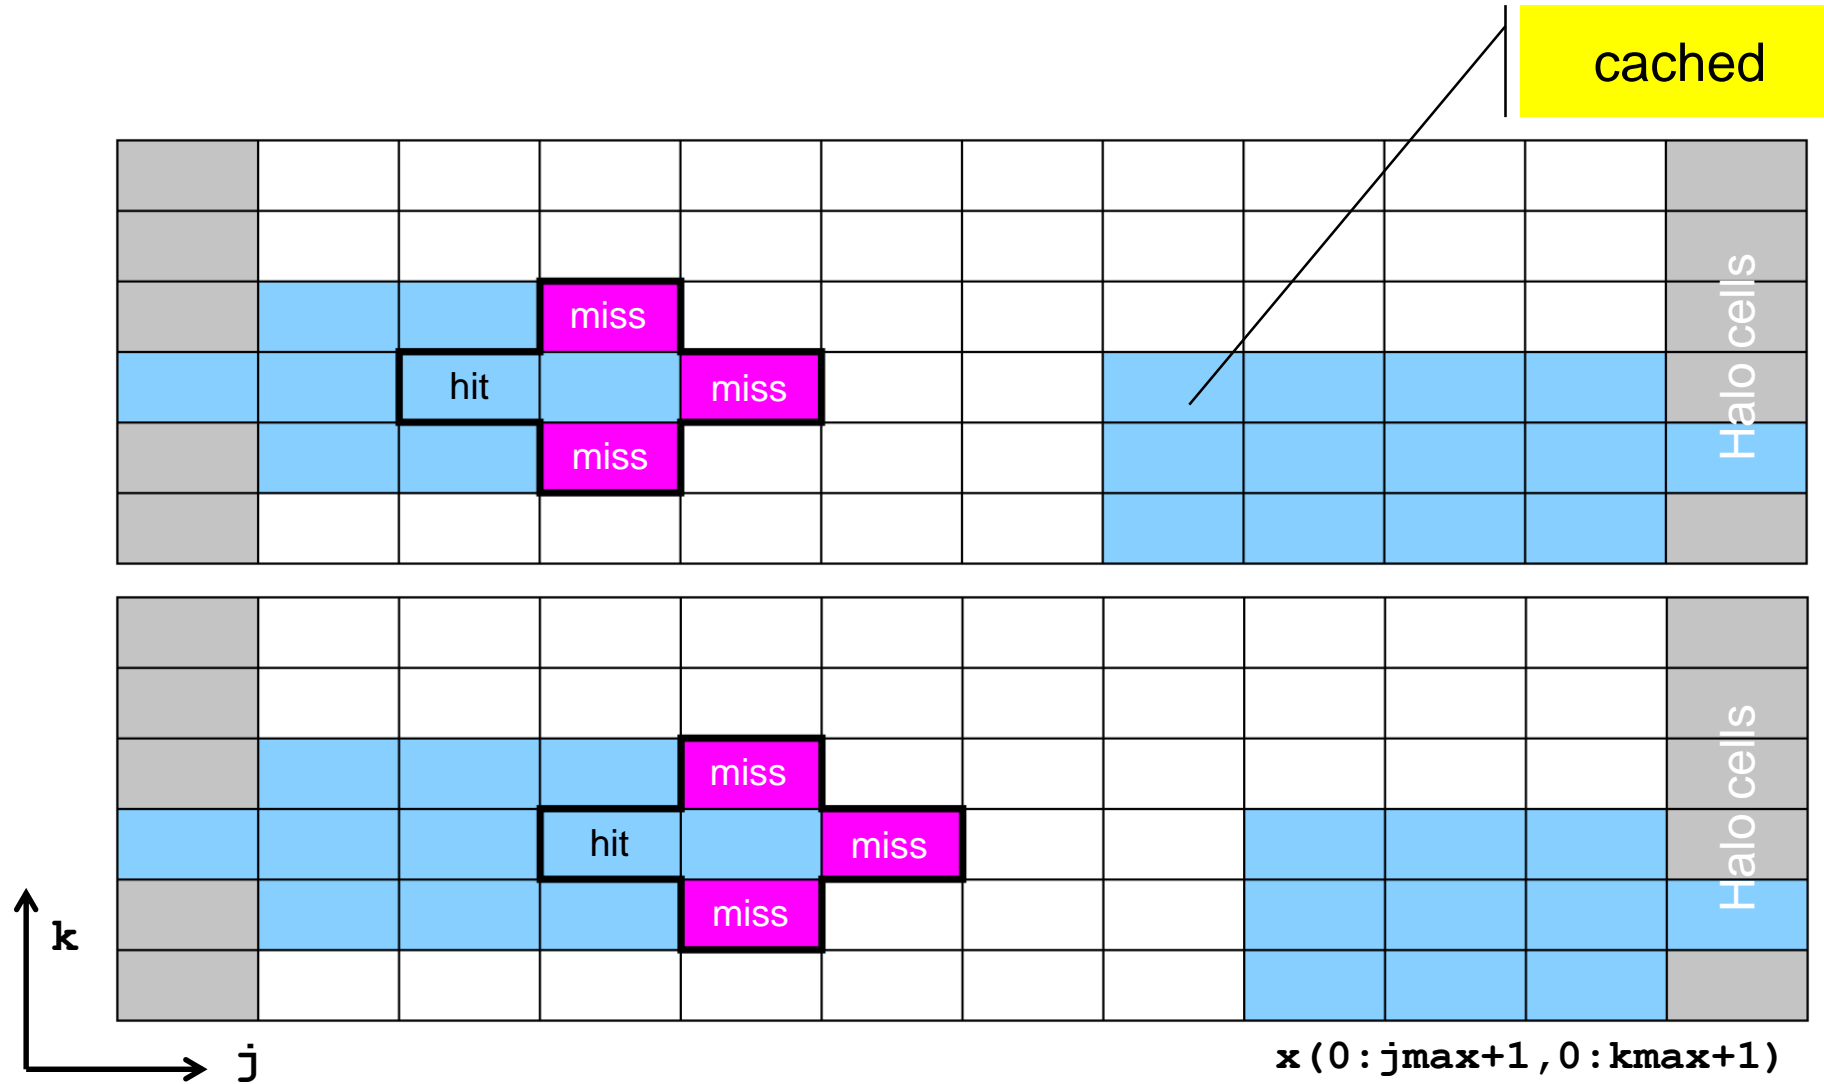 cached
miss
hit
miss
miss
Halo cells
miss
hit
miss
miss
Halo cells
k
j
x(0:jmax+1,0:kmax+1)